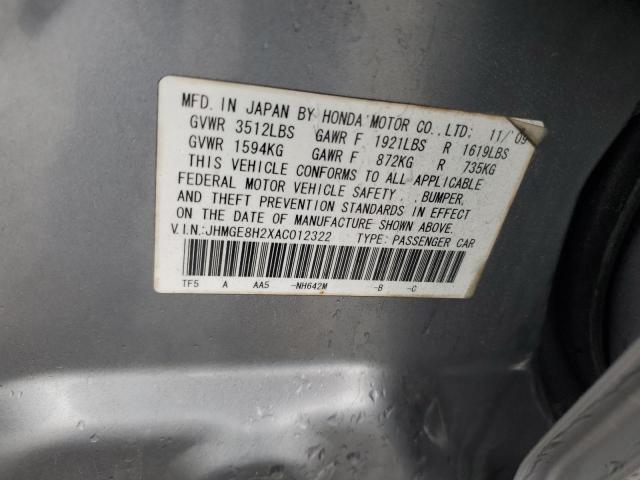 MFD. IN JAPAN BY HONDA MOTOR CO., LTD: 11/'09
GVWR 3512LBS GAWR F 1921LBS R 1619LBS
GVWR 1594KG GAWR F 872KG R 735KG
THIS VEHICLE CONFORMS TO ALL APPLICABLE
FEDERAL MOTOR VEHICLE SAFETY, , BUMPER,
AND THEFT PREVENTION STANDARDS IN EFFECT
ON THE DATE OF MANUFACTURE SHOWN ABOVE.
V.I.N.:JHMGE8H2XAC012322 TYPE: PASSENGER CAR
TF5 A AA5 -NH642M -B -C